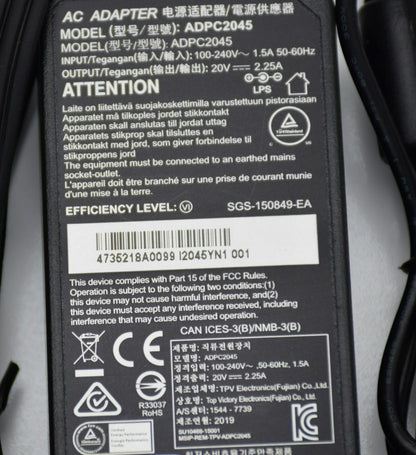 AC ADAPTER 电源适配器/電源供應器
MODEL (型号/型號): ADPC2045
MODEL(型号/型號): ADPC2045
INPUT/Tegangan(输入/輸入): 100-240V~ 1.5A 50-60Hz
OUTPUT/Tegangan(输出/輸出): 20V⎓ 2.25A
ATTENTION
LPS
Laite on liitettävä suojakoskettimilla varustettuun pistorasiaan
Apparatet må tilkoples jordet stikkontakt
Apparaten skall anslutas till jordat uttag
Apparatets stikprop skal tilsluttes en
stikkontakt med jord, som giver forbindelse til
stikproppens jord
The equipment must be connected to an earthed mains
socket-outlet.
L'appareil doit être branché sur une prise de courant munie
d'une mise à la terre.
EFFICIENCY LEVEL: VI
SGS-150849-EA
4735218A0099 I2045YN1 001
This device complies with Part 15 of the FCC Rules.
Operation is subject to the following two conditions:(1)
this device may not cause harmful interference, and(2)
this device must accept any interference received, including
interference that may cause undesired operation.
CAN ICES-3(B)/NMB-3(B)
CE
R33037
RoHS
제품명: 직류전원장치
모델명: ADPC2045
정격입력: 100-240V~ ,50-60Hz, 1.5A
정격출력: 20V⎓ 2.25A
제조업체명: TPV Electronics(Fujian) Co.,Ltd.
상호명: Top Victory Electronics(Fujian) Co., Ltd.
A/S센터: 1544 - 7739
제조년월: 2019
SU10469-15001
MSIP-REM-TPV-ADPC2045